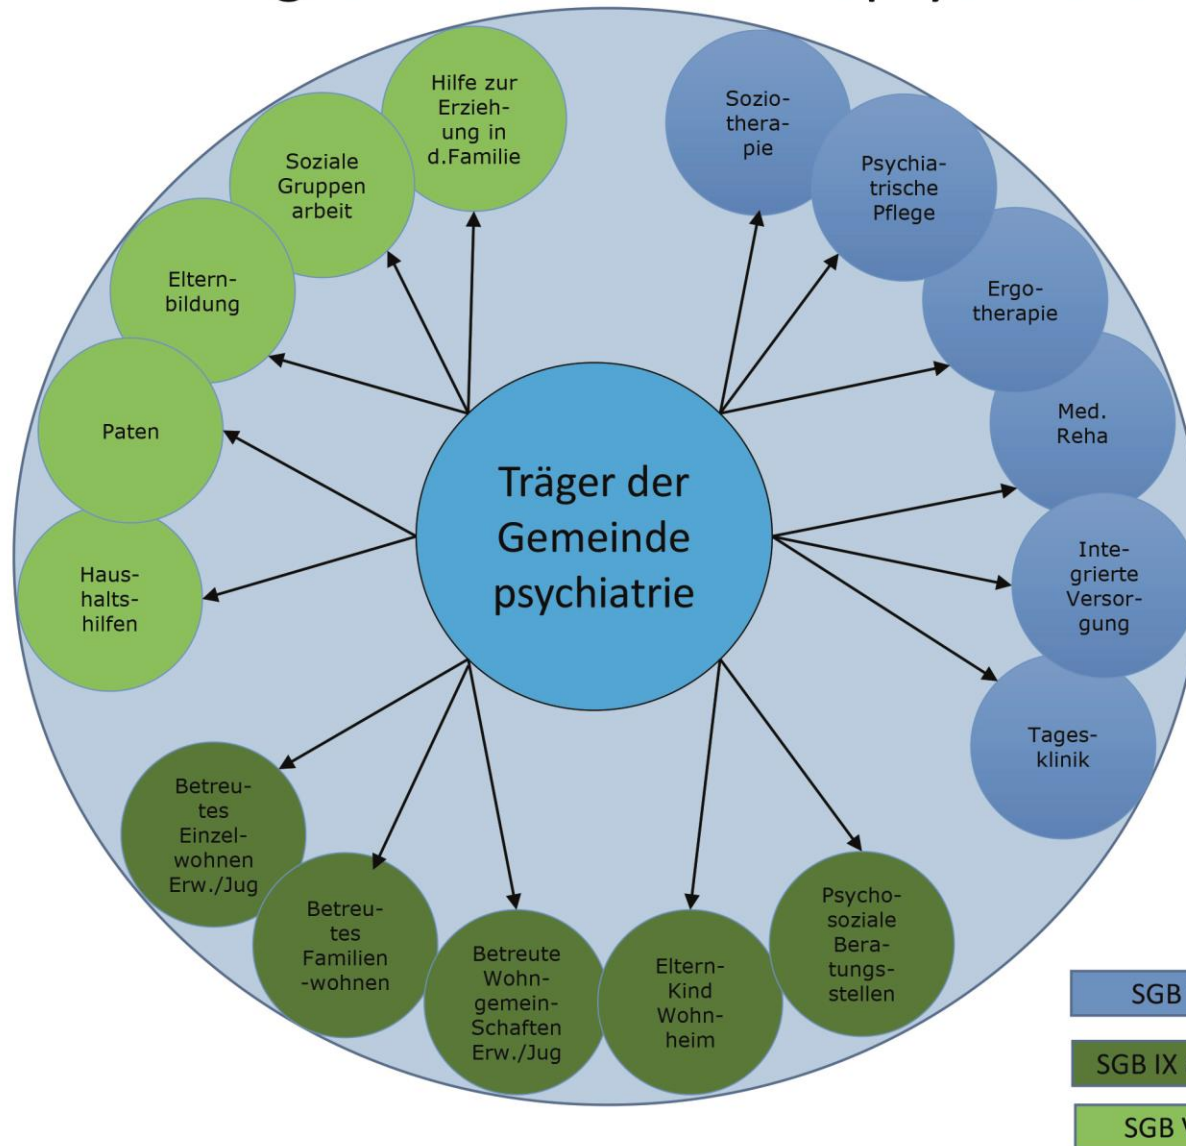 Hilfe zur
Erzieh-
ung in
d.Familie
Soziale
Gruppen
arbeit
Eltern-
bildung
Paten
Haus-
halts-
hilfen
Sozio-
thera-
pie
Psychia-
trische
Pflege
Ergo-
therapie
Med.
Reha
Inte-
grierte
Versor-
gung
Tages-
klinik
Träger der
Gemeinde
psychiatrie
Betreu-
tes
Einzel-
wohnen
Erw./Jug
Betreu-
tes
Familien
-wohnen
Betreute
Wohn-
gemein-
Schaften
Erw./Jug
Eltern-
Kind
Wohn-
heim
Psycho-
soziale
Bera-
tungs-
stellen
SGB
SGB IX
SGB